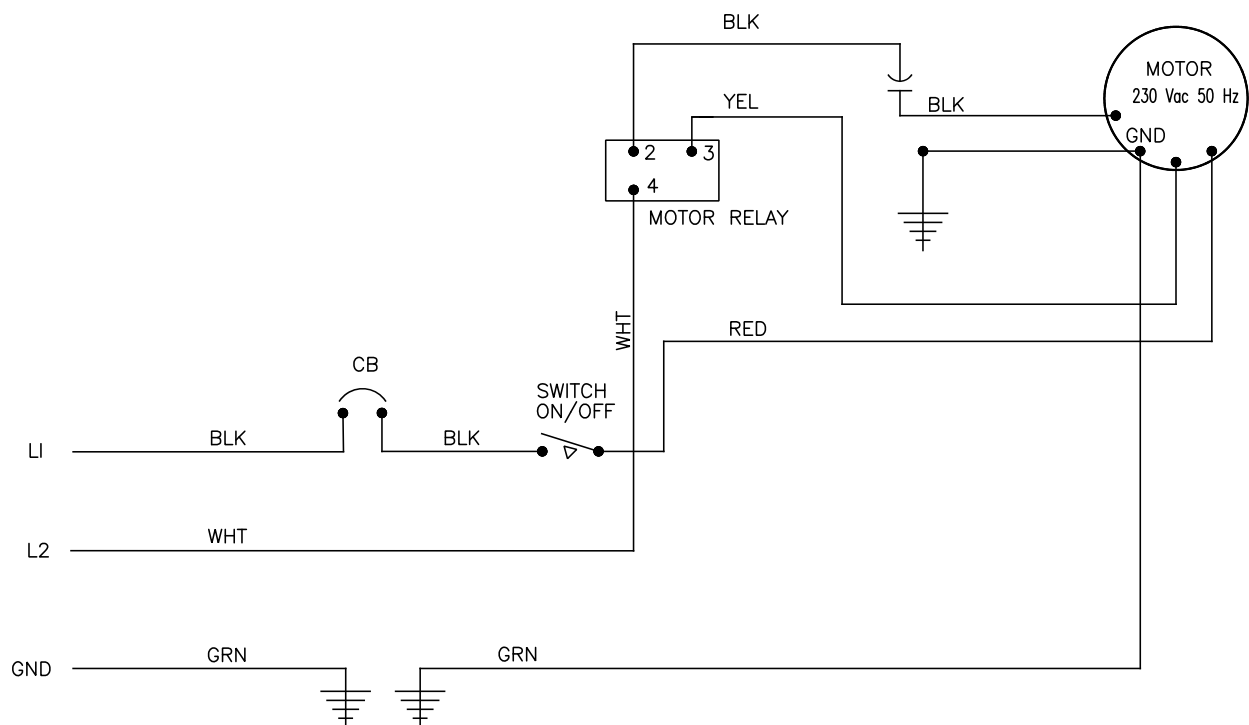 BLK
MOTOR
230 Vac 50 Hz
YEL
BLK
GND
2
3
4
MOTOR RELAY
WHT
RED
CB
SWITCH
ON/OFF
L1
BLK
BLK
L2
WHT
GND
GRN
GRN